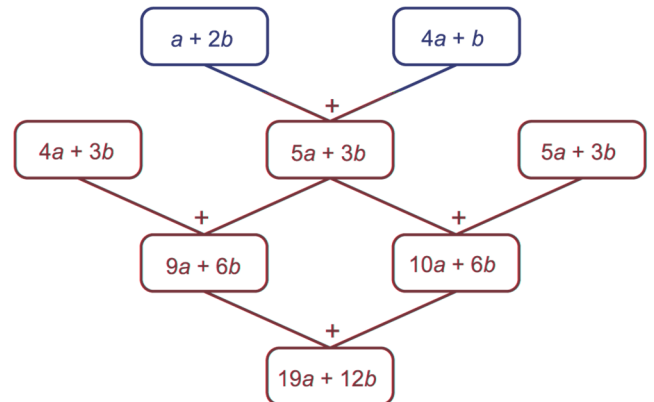 a + 2b 4a + b
+
4a + 3b 5a + 3b 5a + 3b
+ +
9a + 6b 10a + 6b
+
19a + 12b